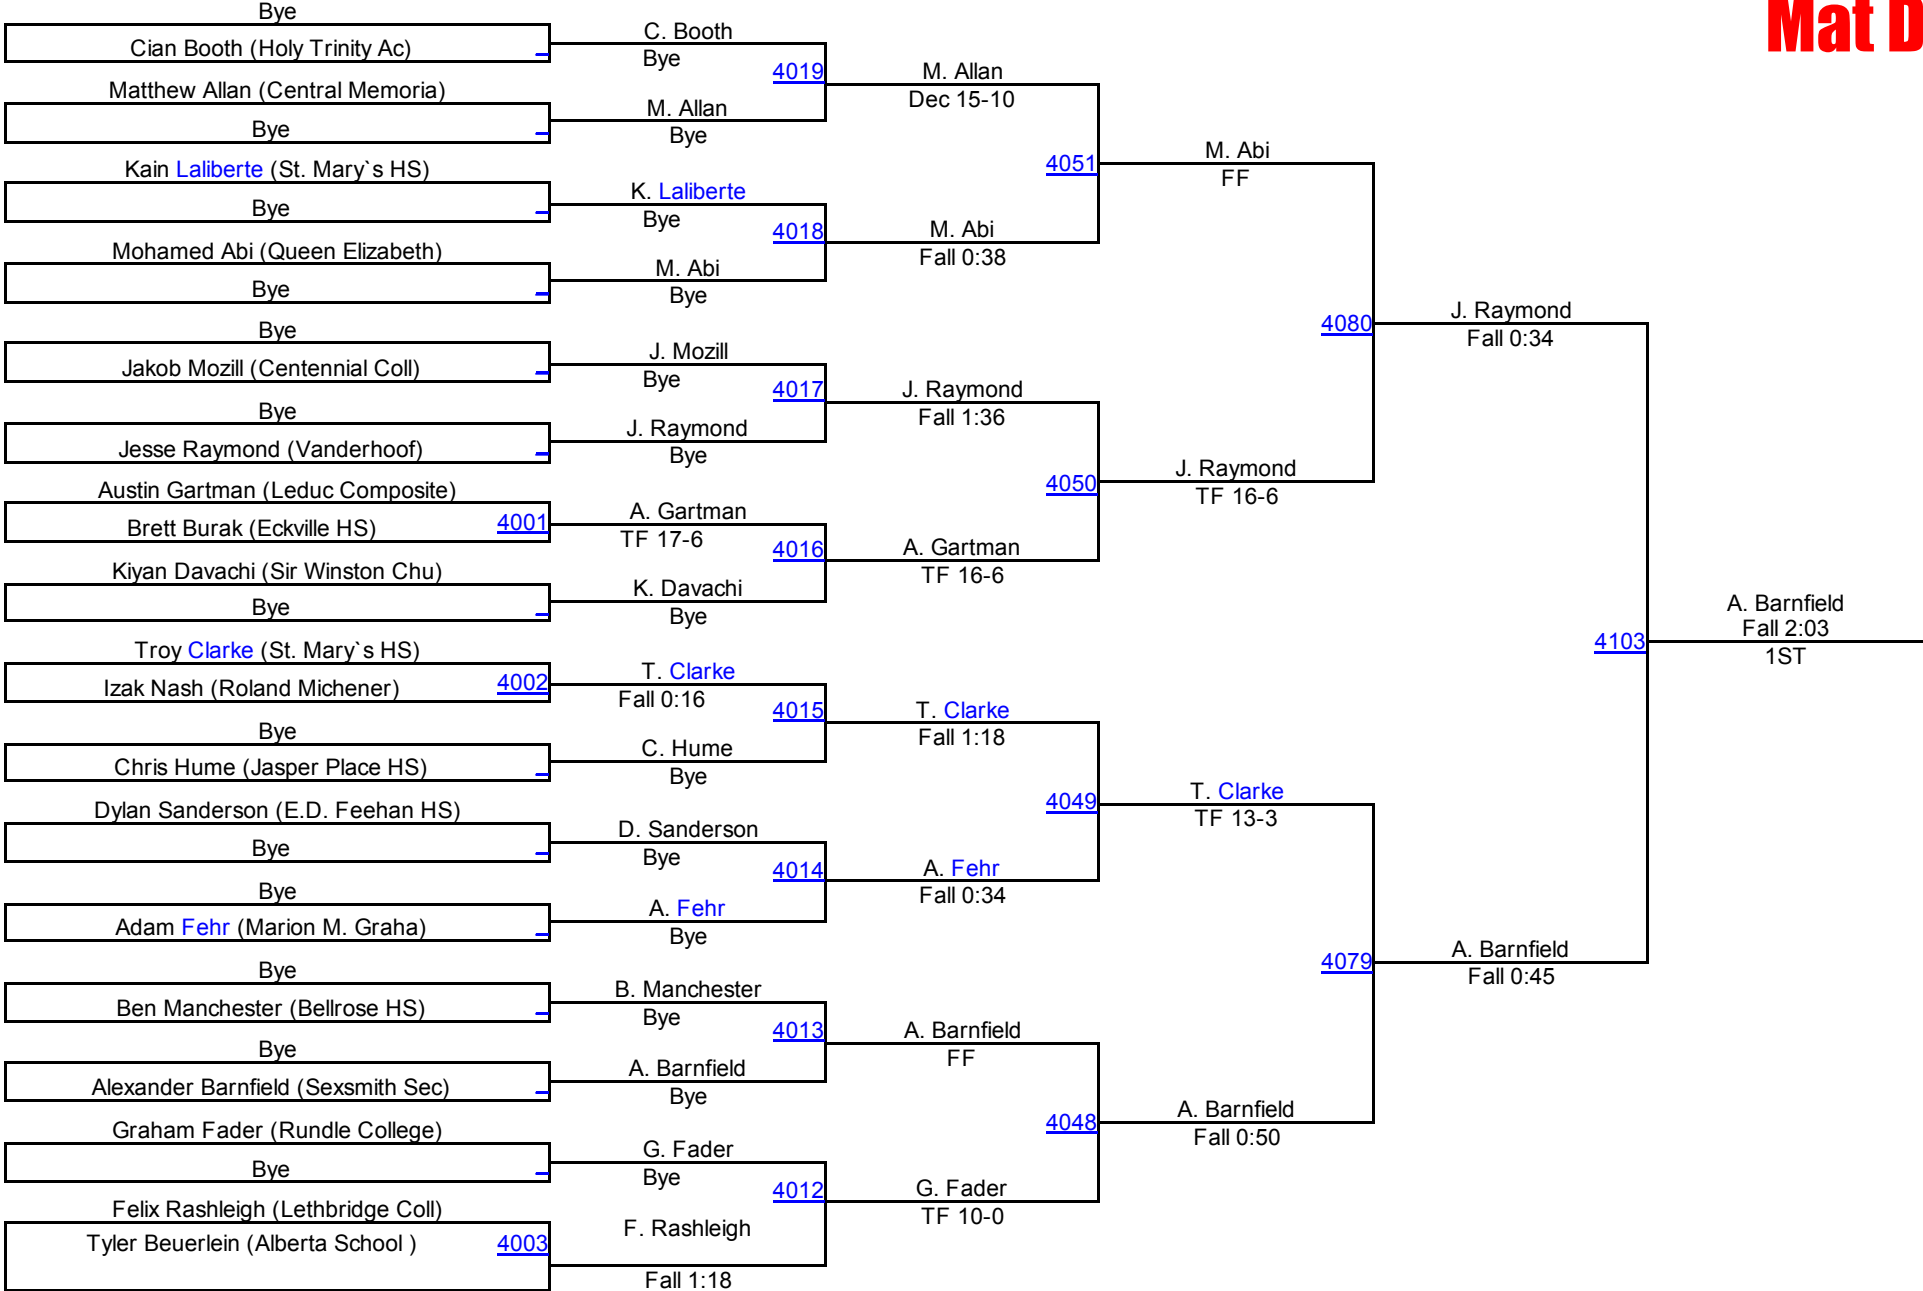 Mat D
Bye
Cian Booth (Holy Trinity Ac)
Matthew Allan (Central Memoria)
Bye
Kain Laliberte (St. Mary`s HS)
Bye
Mohamed Abi (Queen Elizabeth)
Bye
Bye
Jakob Mozill (Centennial Coll)
Bye
Jesse Raymond (Vanderhoof)
Austin Gartman (Leduc Composite)
Brett Burak (Eckville HS) 4001
Kiyan Davachi (Sir Winston Chu)
Bye
Troy Clarke (St. Mary`s HS)
Izak Nash (Roland Michener) 4002
Bye
Chris Hume (Jasper Place HS)
Dylan Sanderson (E.D. Feehan HS)
Bye
Bye
Adam Fehr (Marion M. Graha)
Bye
Ben Manchester (Bellrose HS)
Bye
Alexander Barnfield (Sexsmith Sec)
Graham Fader (Rundle College)
Bye
Felix Rashleigh (Lethbridge Coll)
Tyler Beuerlein (Alberta School ) 4003
C. Booth
Bye
4019
M. Allan
Bye
K. Laliberte
Bye
4018
M. Abi
Bye
J. Mozill
Bye
4017
J. Raymond
Bye
A. Gartman
TF 17-6
4016
K. Davachi
Bye
T. Clarke
Fall 0:16
4015
C. Hume
Bye
D. Sanderson
Bye
4014
A. Fehr
Bye
B. Manchester
Bye
4013
A. Barnfield
Bye
G. Fader
Bye
4012
F. Rashleigh
Fall 1:18
M. Allan
Dec 15-10
4051
M. Abi
Fall 0:38
J. Raymond
Fall 1:36
4050
A. Gartman
TF 16-6
T. Clarke
Fall 1:18
4049
A. Fehr
Fall 0:34
A. Barnfield
FF
4048
G. Fader
TF 10-0
M. Abi
FF
4080
J. Raymond
TF 16-6
T. Clarke
TF 13-3
4079
A. Barnfield
Fall 0:50
J. Raymond
Fall 0:34
4103
A. Barnfield
Fall 0:45
A. Barnfield
Fall 2:03
1ST